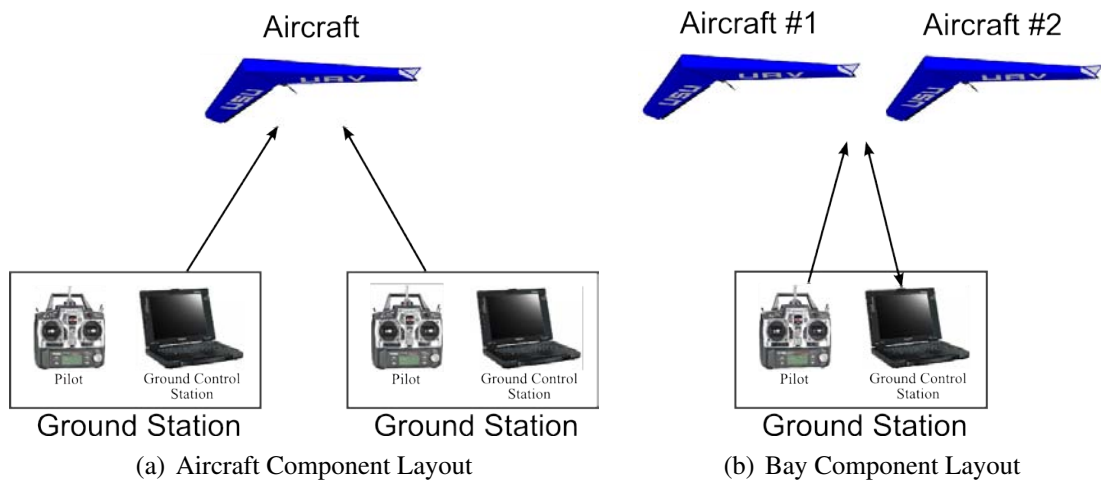 Aircraft
USU
UAV
Pilot
Ground Control
Station
Ground Station
Pilot
Ground Control
Station
Ground Station
(a) Aircraft Component Layout
Aircraft #1
Aircraft #2
USU
UAV
USU
UAV
Pilot
Ground Control
Station
Ground Station
(b) Bay Component Layout